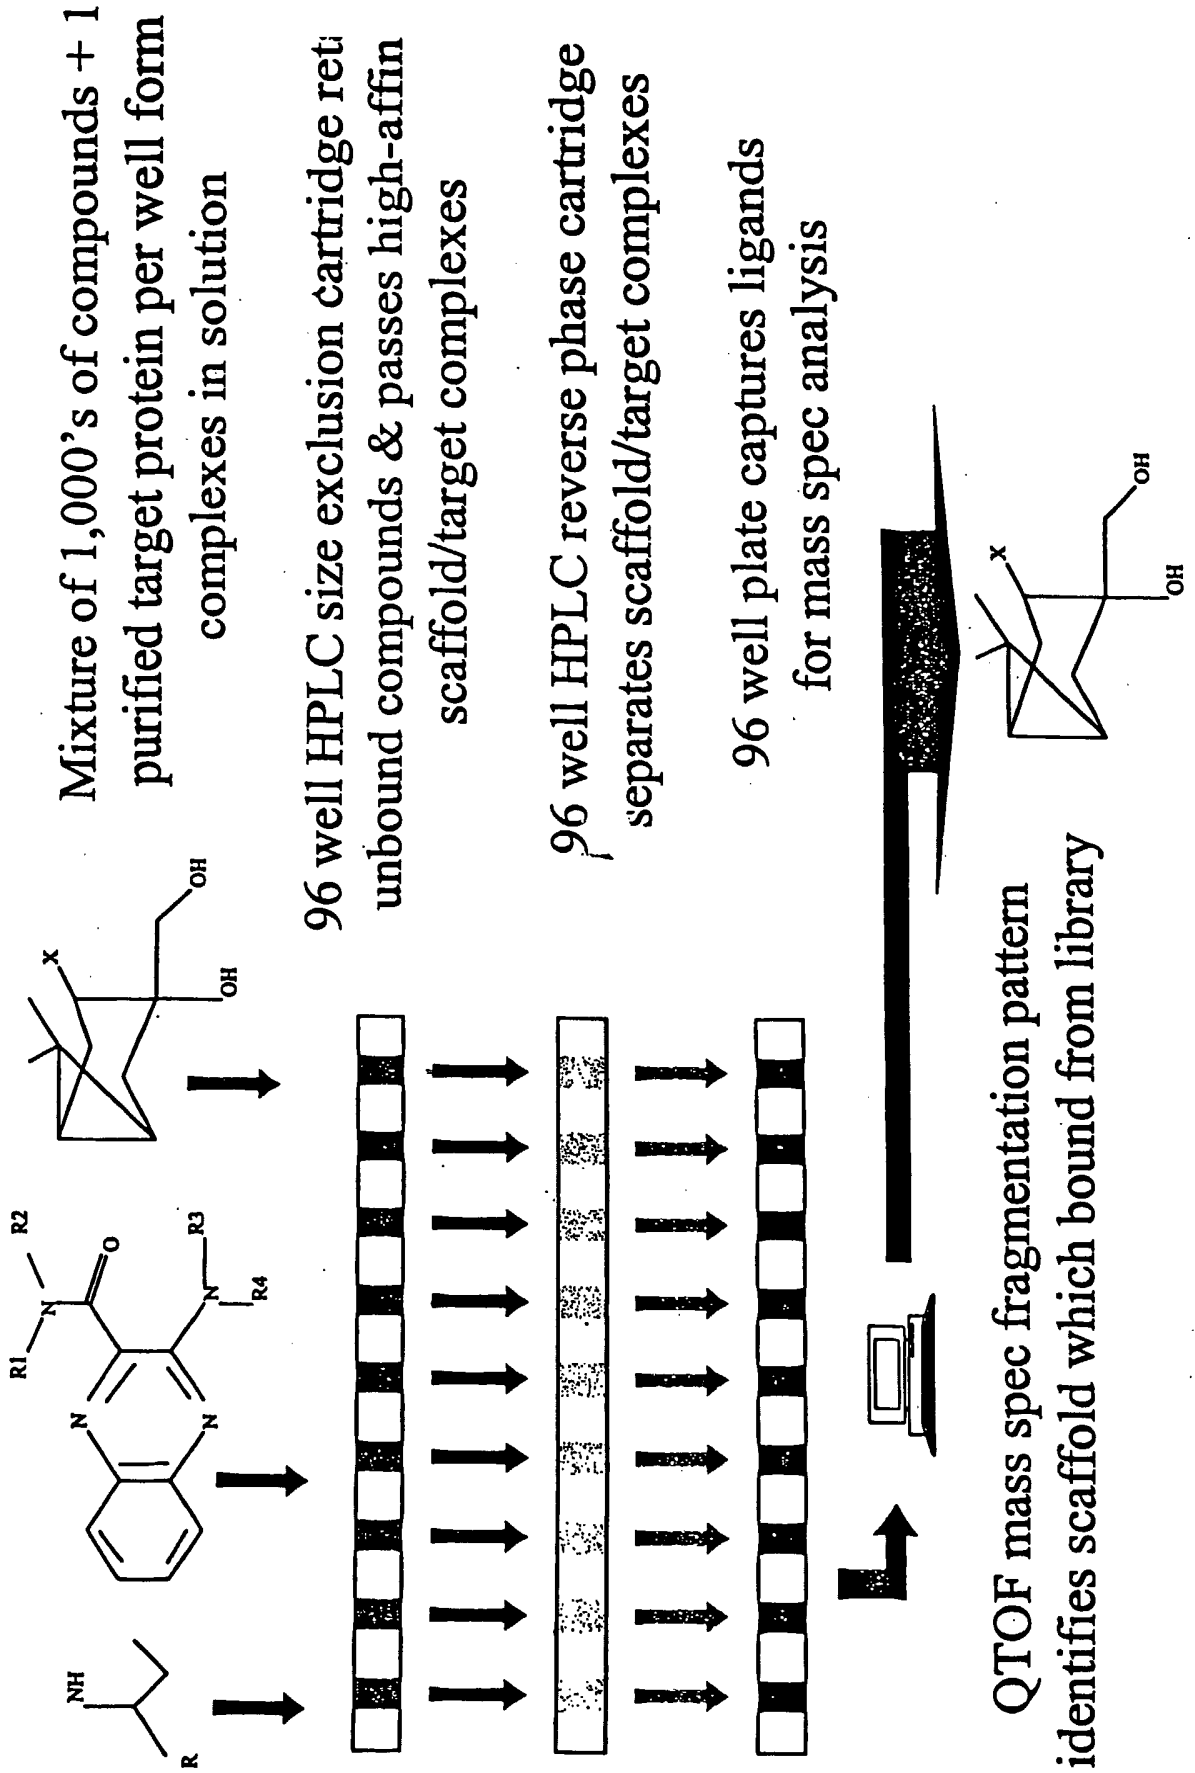 R
NH
N
N
R1
N
R2
O
N
R3
R4
X
OH
OH
Mixture of 1,000's of compounds + 1
purified target protein per well form
complexes in solution
96 well HPLC size exclusion cartridge
unbound compounds & passes high-affin
scaffold/target complexes
96 well HPLC reverse phase cartridge
separates scaffold/target complexes
96 well plate captures ligands
for mass spec analysis
QTOF mass spec fragmentation pattern
identifies scaffold which bound from library
X
OH
OH